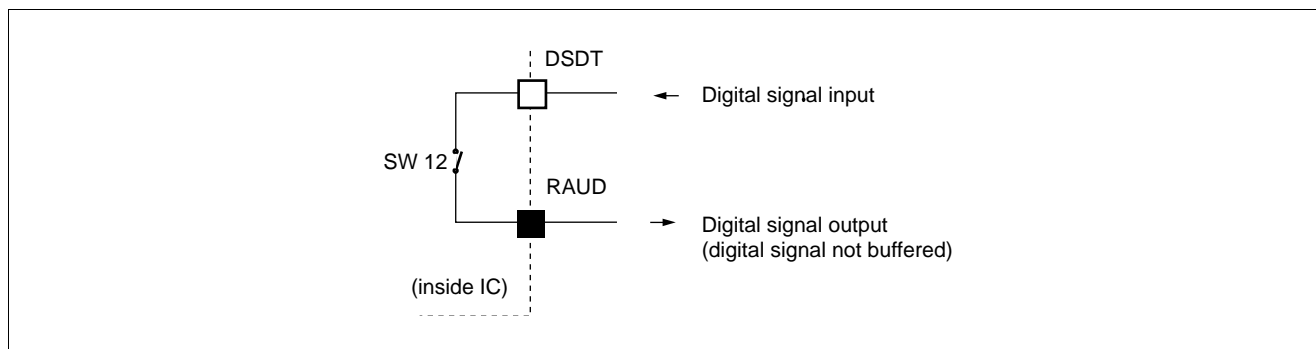 DSDT
Digital signal input
SW 12
RAUD
Digital signal output
(digital signal not buffered)
(inside IC)